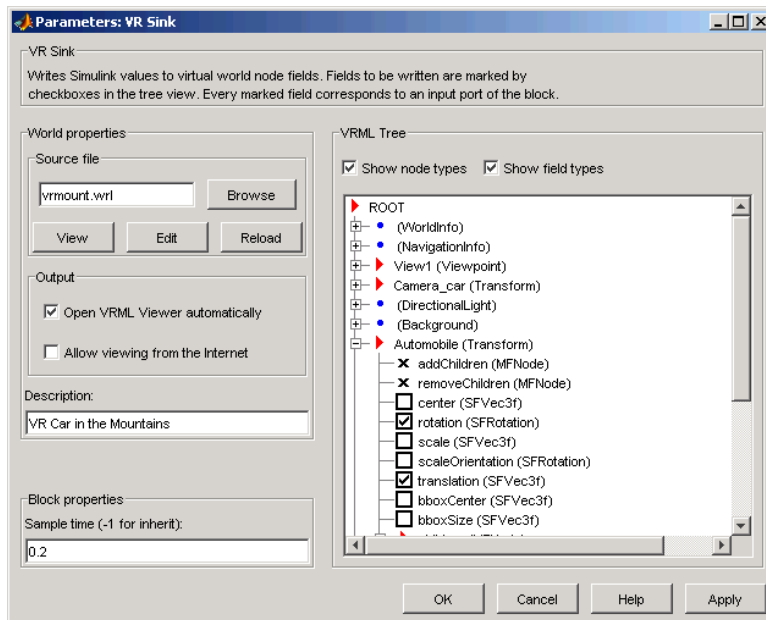 Parameters: VR Sink
VR Sink
Writes Simulink values to virtual world node fields. Fields to be written are marked by
checkboxes in the tree view. Every marked field corresponds to an input port of the block.
World properties
Source file
vrmount.wrl
Browse
View
Edit
Reload
Output
Open VRML Viewer automatically
Allow viewing from the Internet
Description:
VR Car in the Mountains
Block properties
Sample time (-1 for inherit):
0.2
VRML Tree
Show node types
Show field types
ROOT
(WorldInfo)
(NavigationInfo)
View1 (Viewpoint)
Camera_car (Transform)
(DirectionalLight)
(Background)
Automobile (Transform)
addChildren (MFNode)
removeChildren (MFNode)
center (SFVec3f)
rotation (SFRotation)
scale (SFVec3f)
scaleOrientation (SFRotation)
translation (SFVec3f)
bboxCenter (SFVec3f)
bboxSize (SFVec3f)
OK
Cancel
Help
Apply